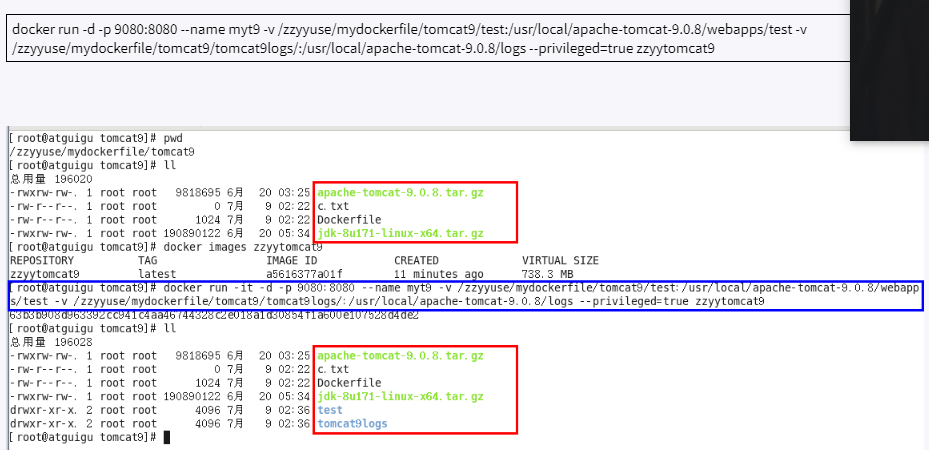 docker run -d -p 9080:8080 --name myt9 -v /zzyyuse/mydockerfile/tomcat9/test:/usr/local/apache-tomcat-9.0.8/webapps/test -v
/zzyyuse/mydockerfile/tomcat9/tomcat9logs/:/usr/local/apache-tomcat-9.0.8/logs --privileged=true zzyytomcat9
[root@atguigu tomcat9]# pwd
/zzyyuse/mydockerfile/tomcat9
[root@atguigu tomcat9]# ll
总用量 196020
-rwxrw-rw-. 1 root root 9818695 6月 20 03:25 apache-tomcat-9.0.8.tar.gz
-rw-r--r--. 1 root root 0 7月 9 02:22 c.txt
-rw-r--r--. 1 root root 1024 7月 9 02:22 Dockerfile
-rwxrw-rw-. 1 root root 190890122 6月 20 05:34 jdk-8u171-linux-x64.tar.gz
[root@atguigu tomcat9]# docker images zzyytomcat9
REPOSITORY TAG IMAGE ID CREATED VIRTUAL SIZE
zzyytomcat9 latest a5616377a01f 11 minutes ago 738.3 MB
[root@atguigu tomcat9]# docker run -it -d -p 9080:8080 --name myt9 -v /zzyyuse/mydockerfile/tomcat9/test:/usr/local/apache-tomcat-9.0.8/webapp
s/test -v /zzyyuse/mydockerfile/tomcat9/tomcat9logs/:/usr/local/apache-tomcat-9.0.8/logs --privileged=true zzyytomcat9
63b3b908d963392cc941c4aa46744328c2e018a1d30854f1a600e107528d4de2
[root@atguigu tomcat9]# ll
总用量 196028
-rwxrw-rw-. 1 root root 9818695 6月 20 03:25 apache-tomcat-9.0.8.tar.gz
-rw-r--r--. 1 root root 0 7月 9 02:22 c.txt
-rw-r--r--. 1 root root 1024 7月 9 02:22 Dockerfile
-rwxrw-rw-. 1 root root 190890122 6月 20 05:34 jdk-8u171-linux-x64.tar.gz
drwxr-xr-x. 2 root root 4096 7月 9 02:36 test
drwxr-xr-x. 2 root root 4096 7月 9 02:36 tomcat9logs
[root@atguigu tomcat9]#